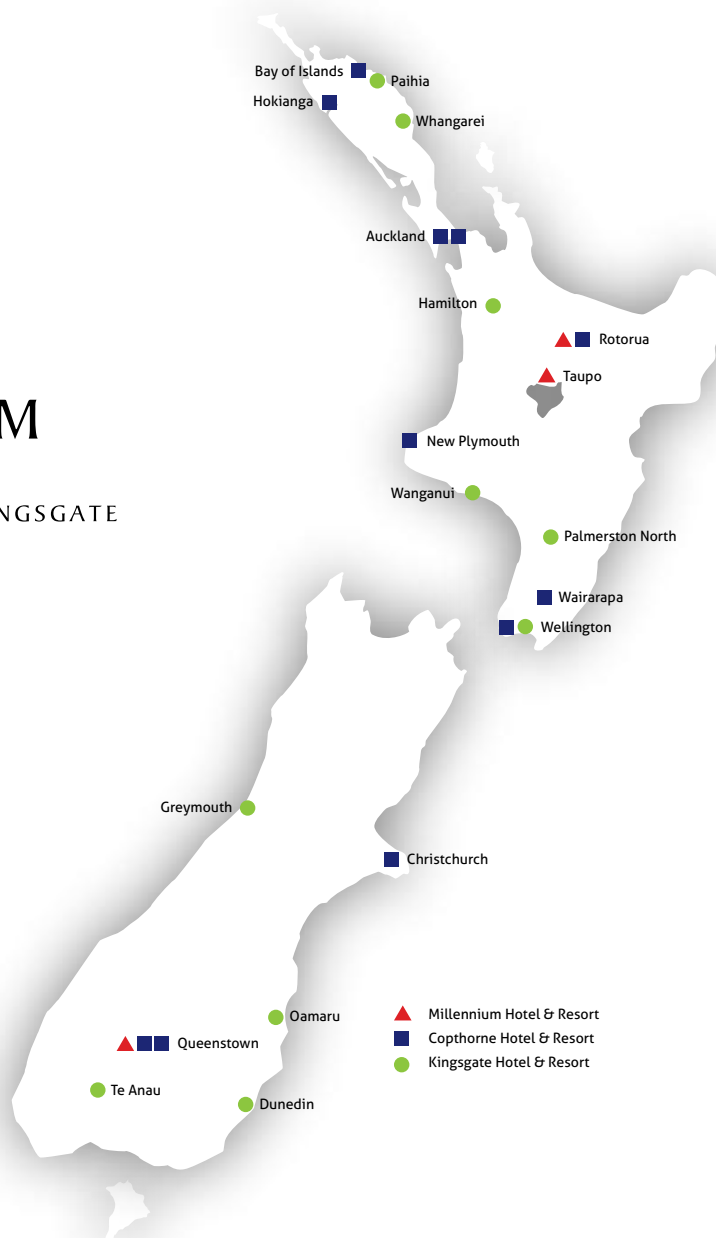 Bay of Islands
Paihia
Hokianga
Whangarei
Auckland
Hamilton
Rotorua
Taupo
M
New Plymouth
Wanganui
NGSGATE
Palmerston North
Wairarapa
Wellington
Greymouth
Christchurch
Oamaru
Millennium Hotel & Resort
Copthorne Hotel & Resort
Queenstown
Kingsgate Hotel & Resort
Te Anau
Dunedin